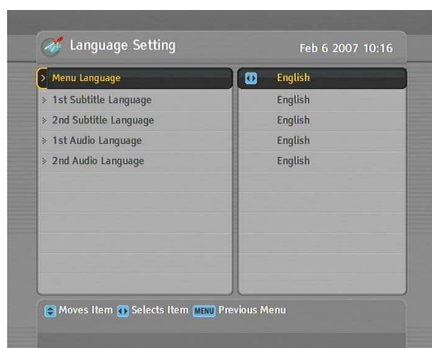 Language Setting
Feb 6 2007 10:16
Menu Language
English
1st Subtitle Language
English
2nd Subtitle Language
English
1st Audio Language
English
2nd Audio Language
English
Moves Item Selects Item MENU Previous Menu